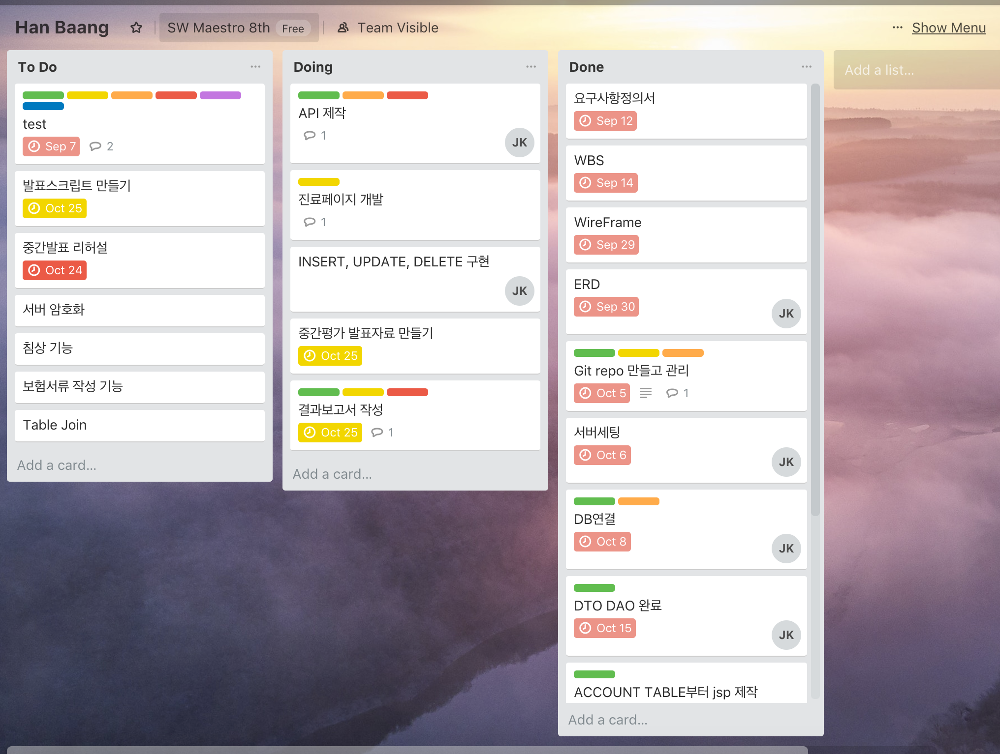 Han Baang
SW Maestro 8th Free
Team Visible
Show Menu
To Do
test
Sep 7 2
발표스크립트 만들기
Oct 25
중간발표 리허설
Oct 24
서버 암호화
침상 기능
보험서류 작성 기능
Table Join
Add a card...
Doing
API 제작
1
JK
진료페이지 개발
1
INSERT, UPDATE, DELETE 구현
JK
중간평가 발표자료 만들기
Oct 25
결과보고서 작성
Oct 25 1
Add a card...
Done
요구사항정의서
Sep 12
WBS
Sep 14
WireFrame
Sep 29
ERD
Sep 30
JK
Git repo 만들고 관리
Oct 5 1
서버세팅
Oct 6
JK
DB연결
Oct 8
JK
DTO DAO 완료
Oct 15
JK
ACCOUNT TABLE부터 jsp 제작
Add a card...
Add a list...